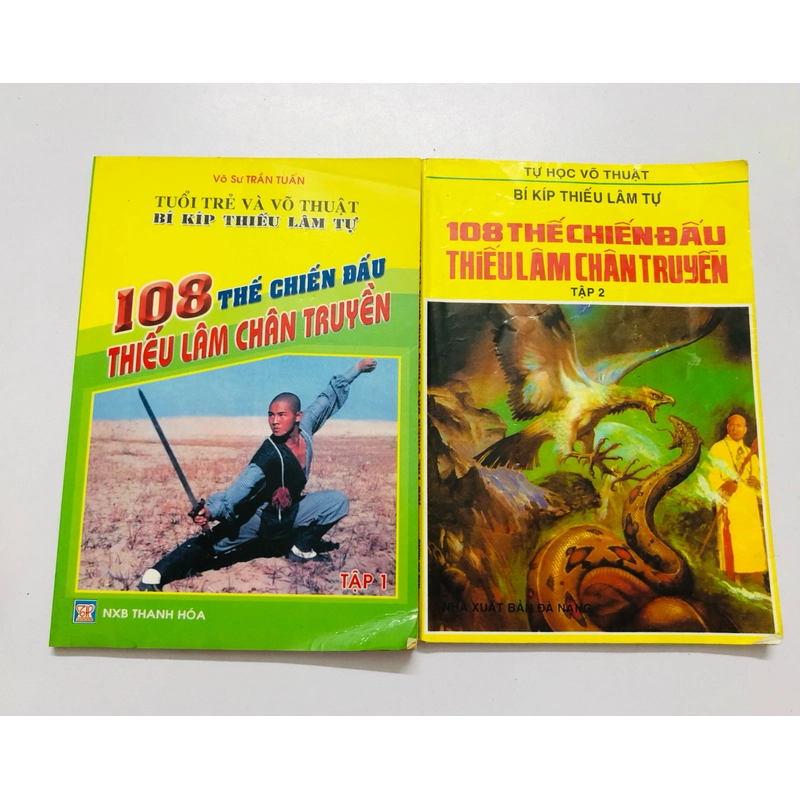 Võ Sư TRẦN TUẤN
TUỔI TRẺ VÀ VÕ THUẬT
BÍ KÍP THIẾU LÂM TỰ
108 THẾ CHIẾN ĐẤU
THIẾU LÂM CHÂN TRUYỀN
TẬP 1
NXB THANH HÓA
TỰ HỌC VÕ THUẬT
BÍ KÍP THIẾU LÂM TỰ
108 THẾ CHIẾN ĐẤU
THIẾU LÂM CHÂN TRUYỀN
TẬP 2
NHÀ XUẤT BẢN ĐÀ NẴNG